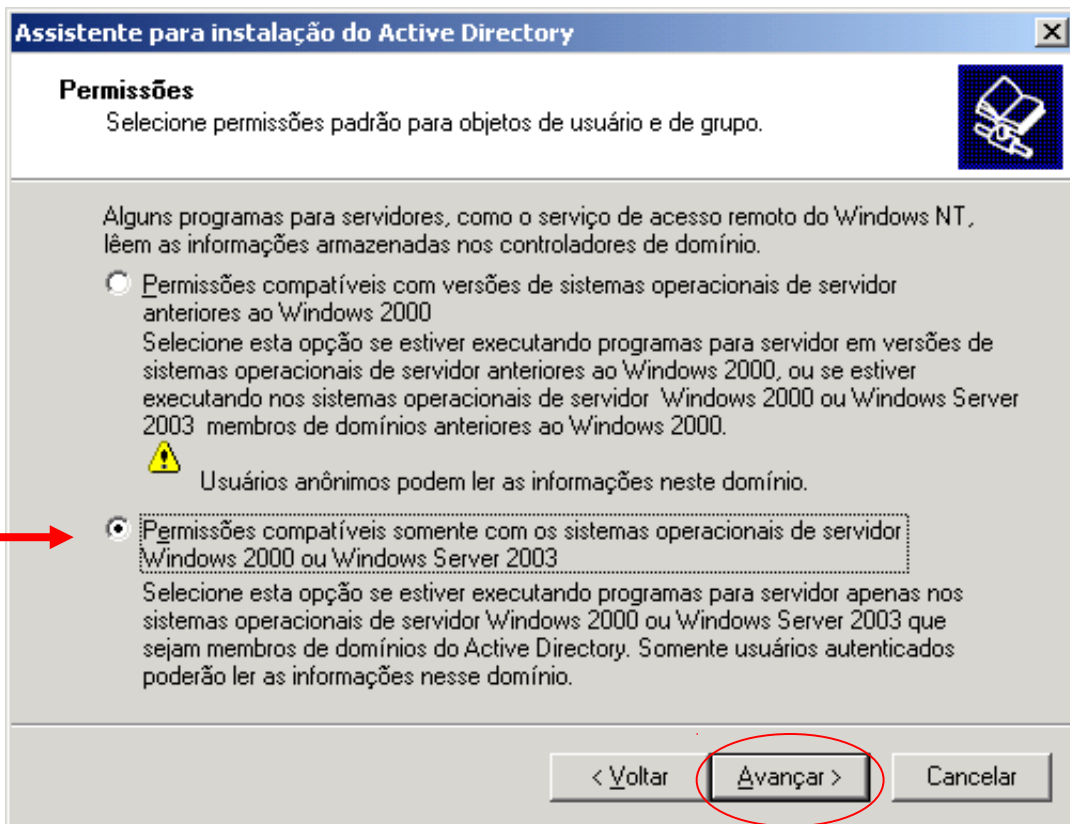 Assistente para instalação do Active Directory
Permissões
Selecione permissões padrão para objetos de usuário e de grupo.
Alguns programas para servidores, como o serviço de acesso remoto do Windows NT,
lêem as informações armazenadas nos controladores de domínio.
Permissões compatíveis com versões de sistemas operacionais de servidor
anteriores ao Windows 2000
Selecione esta opção se estiver executando programas para servidor em versões de
sistemas operacionais de servidor anteriores ao Windows 2000, ou se estiver
executando nos sistemas operacionais de servidor Windows 2000 ou Windows Server
2003 membros de domínios anteriores ao Windows 2000.
Usuários anônimos podem ler as informações neste domínio.
Permissões compatíveis somente com os sistemas operacionais de servidor
Windows 2000 ou Windows Server 2003
Selecione esta opção se estiver executando programas para servidor apenas nos
sistemas operacionais de servidor Windows 2000 ou Windows Server 2003 que
sejam membros de domínios do Active Directory. Somente usuários autenticados
poderão ler as informações nesse domínio.
< Voltar
Avançar >
Cancelar